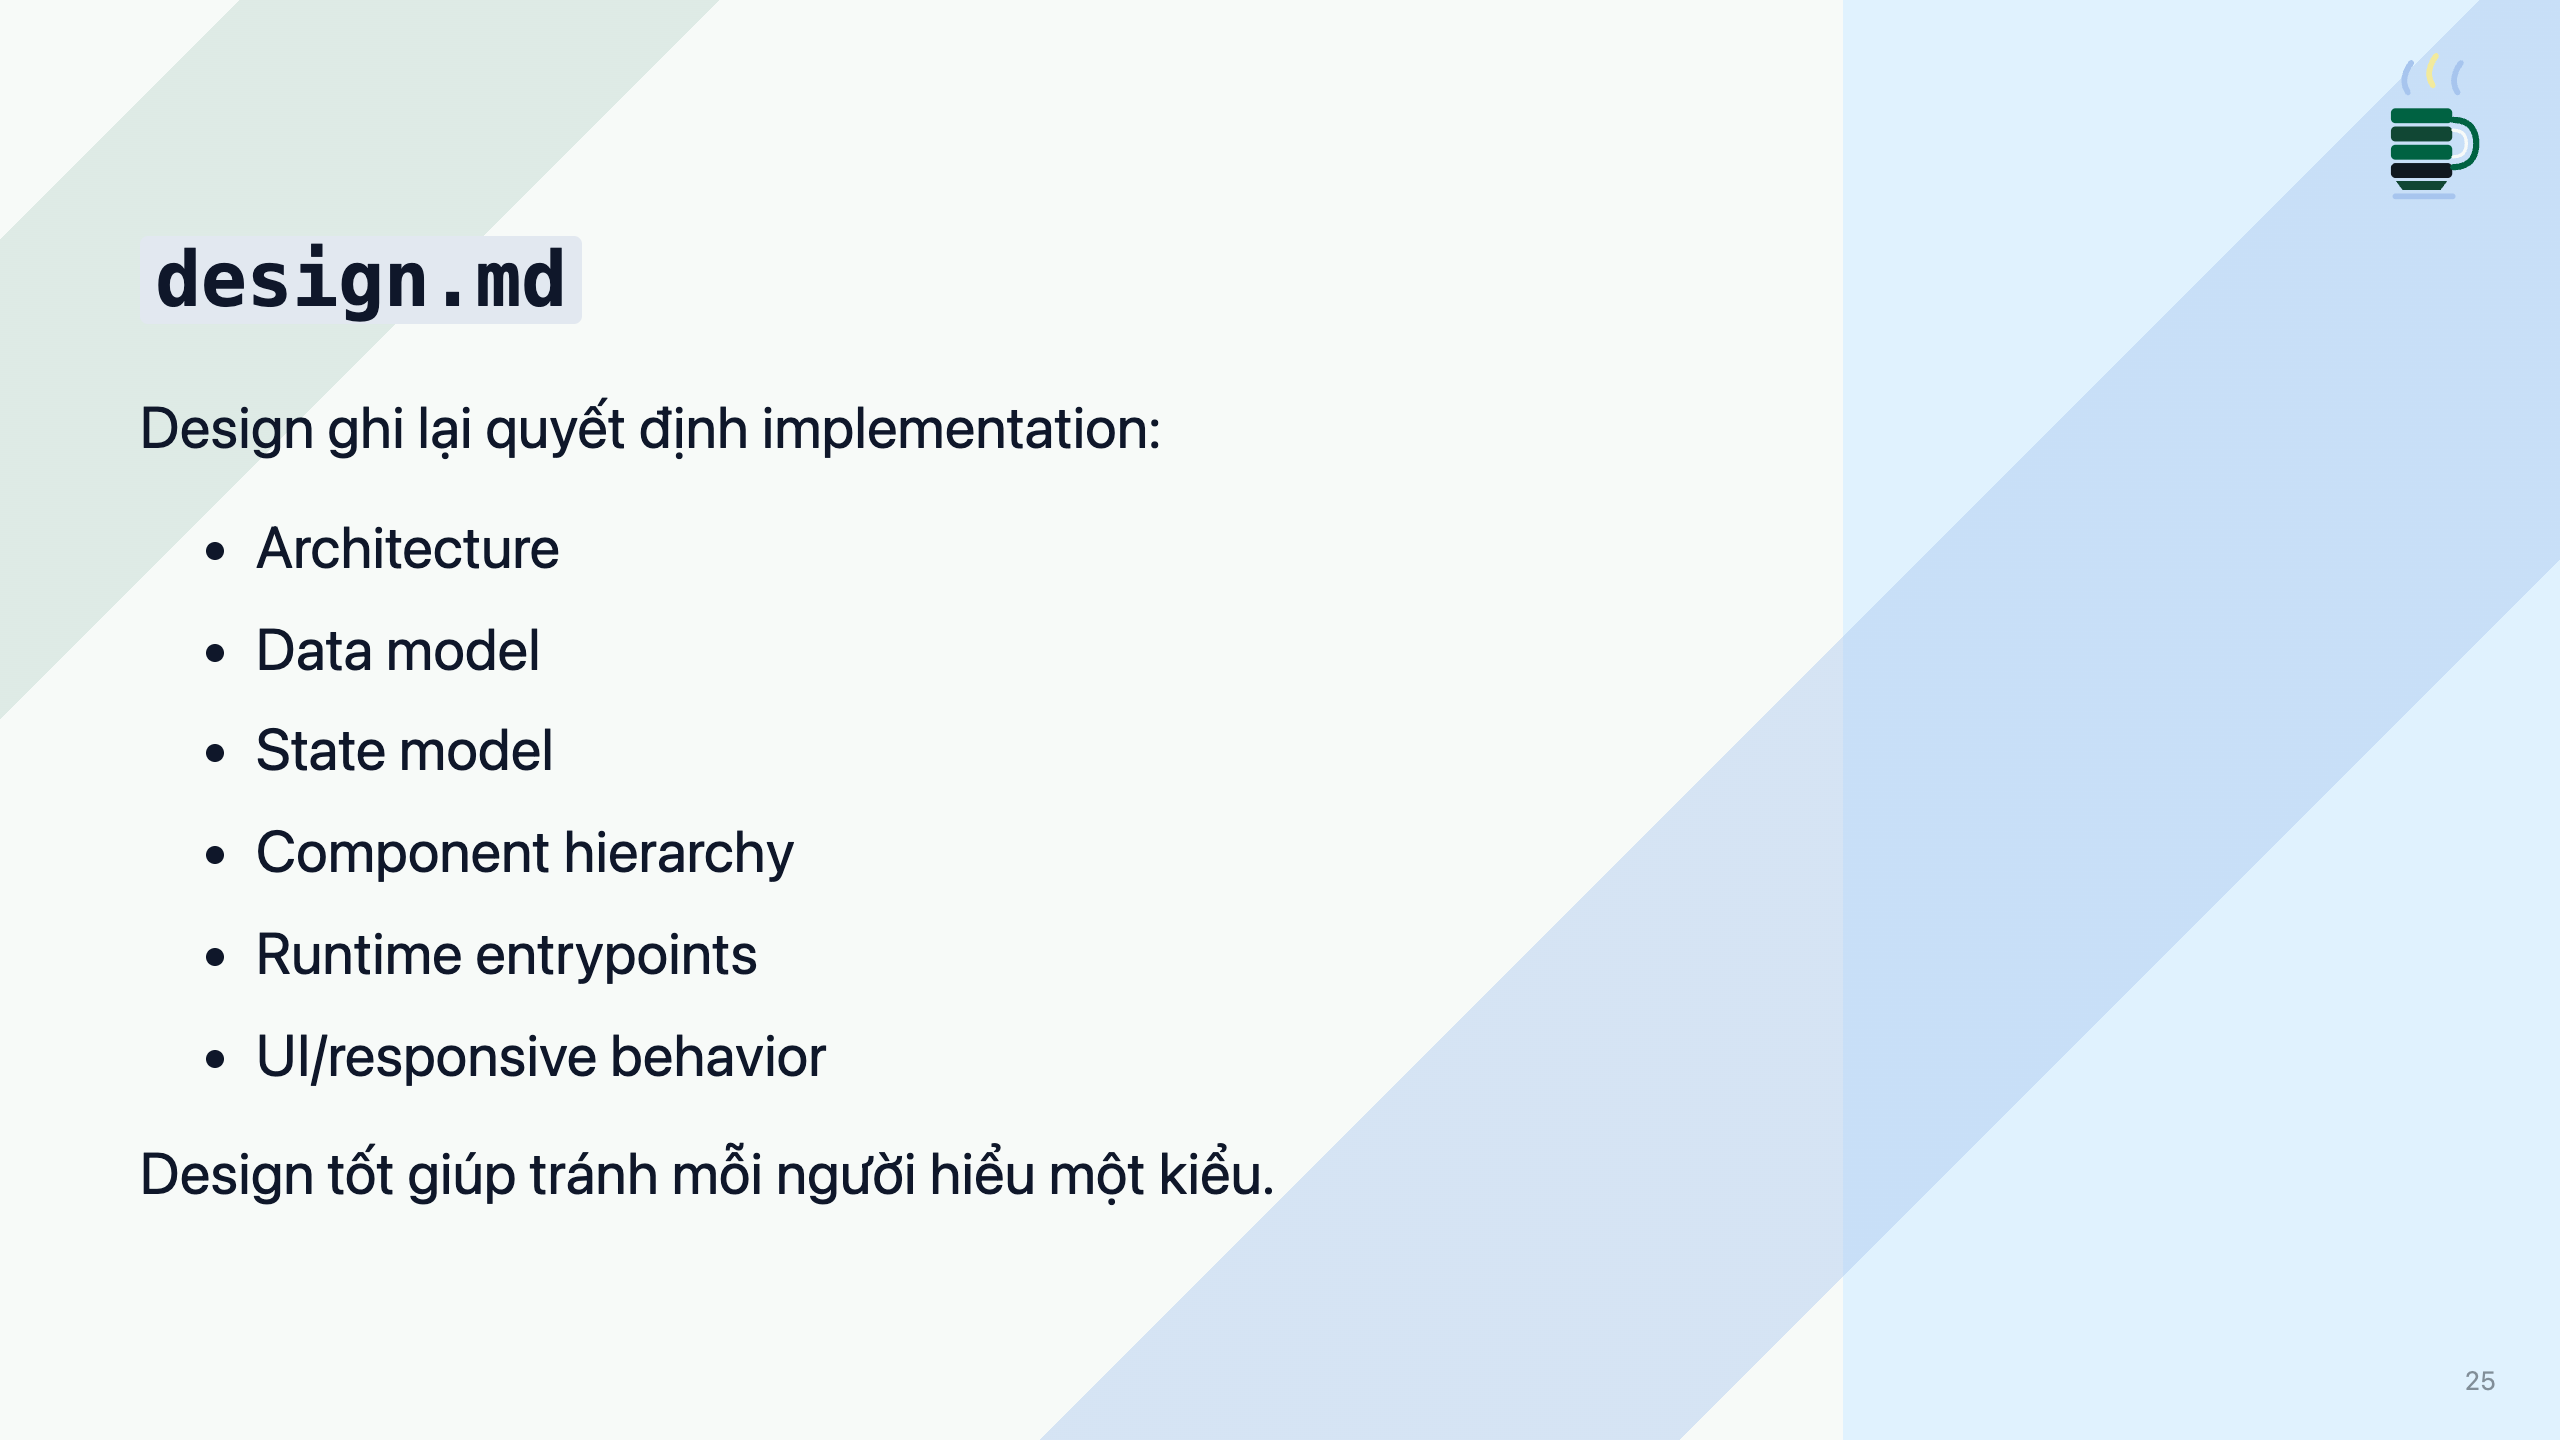 design.md
Design ghi lại quyết định implementation:
• Architecture
• Data model
• State model
• Component hierarchy
• Runtime entrypoints
• UI/responsive behavior
Design tốt giúp tránh mỗi người hiểu một kiểu.
25